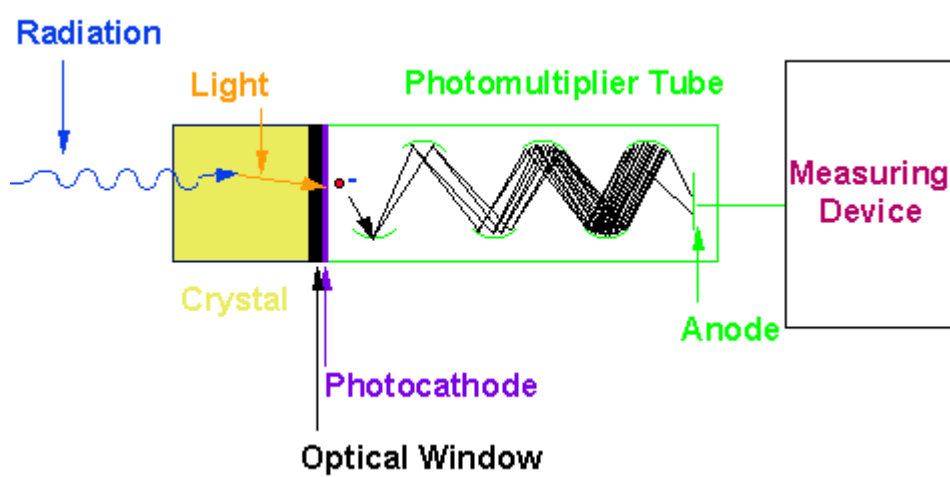 Radiation
Light
Photomultiplier Tube
Measuring
Device
Crystal
Anode
Photocathode
Optical Window